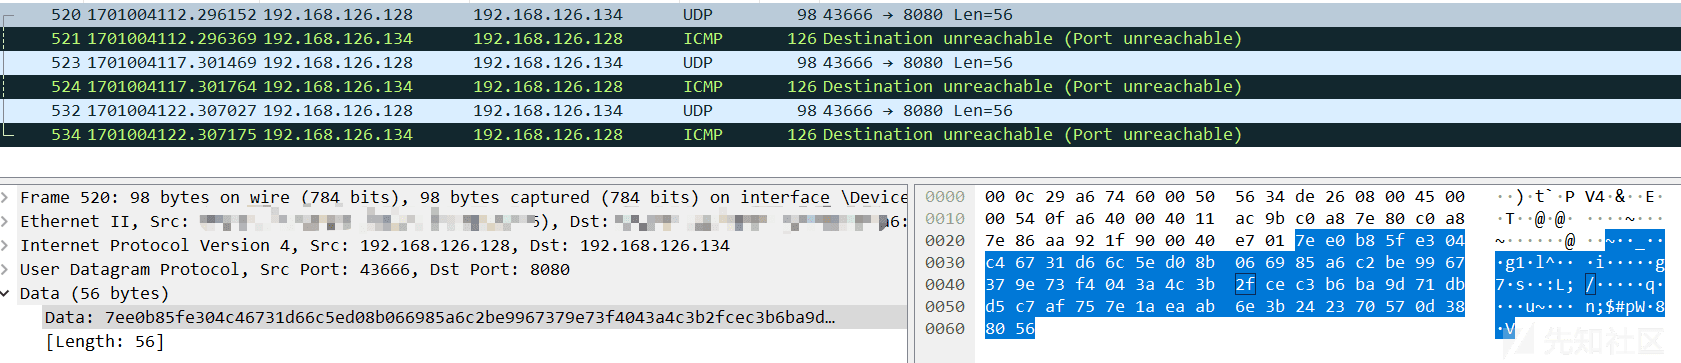 520 1701004112.296152 192.168.126.128 192.168.126.134 UDP 98 43666 → 8080 Len=56
521 1701004112.296369 192.168.126.134 192.168.126.128 ICMP 126 Destination unreachable (Port unreachable)
523 1701004117.301469 192.168.126.128 192.168.126.134 UDP 98 43666 → 8080 Len=56
524 1701004117.301764 192.168.126.134 192.168.126.128 ICMP 126 Destination unreachable (Port unreachable)
532 1701004122.307027 192.168.126.128 192.168.126.134 UDP 98 43666 → 8080 Len=56
534 1701004122.307175 192.168.126.134 192.168.126.128 ICMP 126 Destination unreachable (Port unreachable)
Frame 520: 98 bytes on wire (784 bits), 98 bytes captured (784 bits) on interface \Device
Ethernet II, Src: 6), Dst: a6:
Internet Protocol Version 4, Src: 192.168.126.128, Dst: 192.168.126.134
User Datagram Protocol, Src Port: 43666, Dst Port: 8080
Data (56 bytes)
Data: 7ee0b85fe304c46731d66c5ed08b066985a6c2be9967379e73f4043a4c3b2fcec3b6ba9d…
[Length: 56]
0000 00 0c 29 a6 74 60 00 50 56 34 de 26 08 00 45 00 ··)·t`·P V4·&··E·
0010 00 54 0f a6 40 00 40 11 ac 9b c0 a8 7e 80 c0 a8 ·T··@·@· ····~···
0020 7e 86 aa 92 1f 90 00 40 e7 01 7e e0 b8 5f e3 04 ~······@ ··~··_··
0030 c4 67 31 d6 6c 5e d0 8b 06 69 85 a6 c2 be 99 67 ·g1·l^·· ·i·····g
0040 37 9e 73 f4 04 3a 4c 3b 2f ce c3 b6 ba 9d 71 db 7·s··:L; /·····q·
0050 d5 c7 af 75 7e 1a ea ab 6e 3b 24 23 70 57 0d 38 ···u~··· n;$#pW·8
0060 80 56 ·V
先知社区